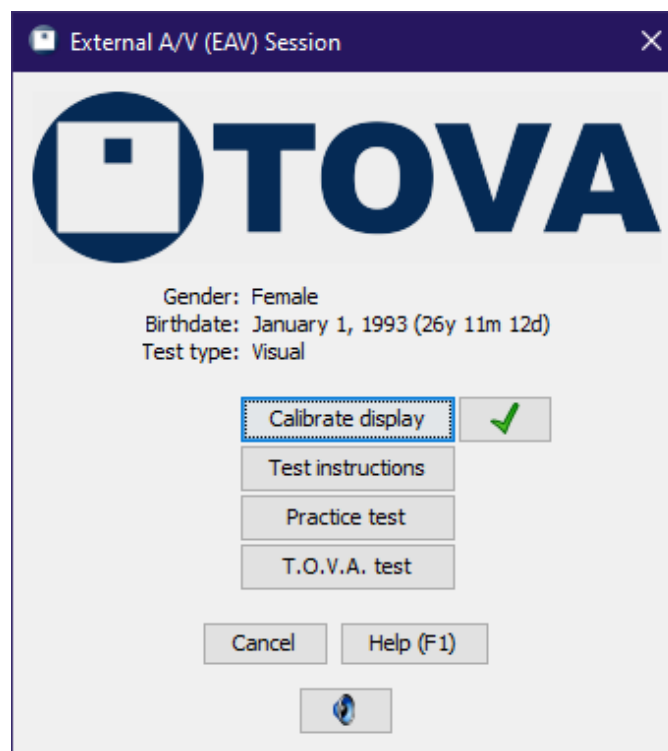 External A/V (EAV) Session
TOVA
Gender: Female
Birthdate: January 1, 1993 (26y 11m 12d)
Test type: Visual
Calibrate display
Test instructions
Practice test
T.O.V.A. test
Cancel Help (F1)